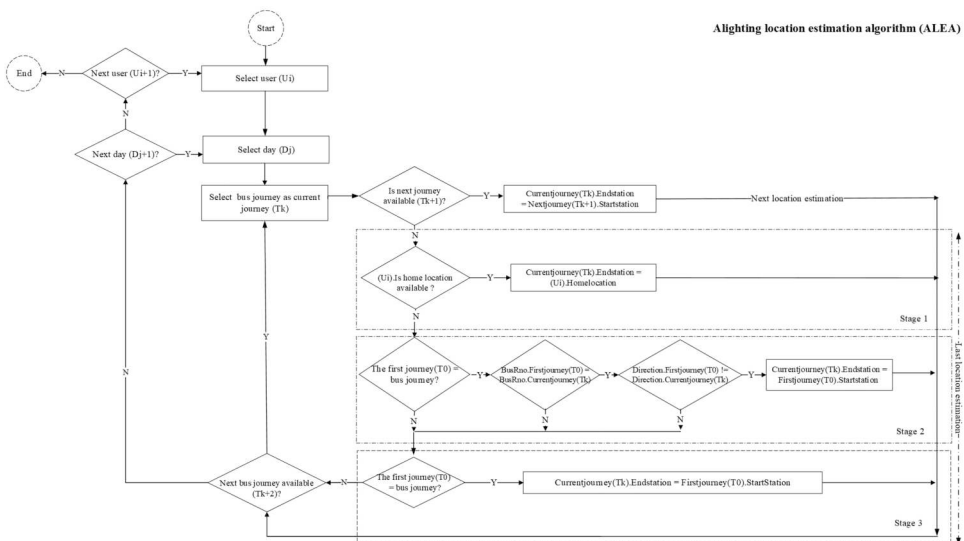 Alighting location estimation algorithm (ALEA)
Start
End
N
Next user (Ui+1)?
Y
Select user (Ui)
N
Next day (Dj+1)?
Y
Select day (Dj)
Select bus journey as current
journey (Tk)
Is next journey
available (Tk+1)?
Y
Currentjourney(Tk).Endstation
= Nextjourney(Tk+1).Startstation
Next location estimation
N
(Ui).Is home location
available ?
Y
Currentjourney(Tk).Endstation =
(Ui).Homelocation
Stage 1
N
The first journey(T0) =
bus journey?
Y
BusRno.Firstjourney(T0) =
BusRno.Currentjourney(Tk)
Y
Direction.Firstjourney(T0) !=
Direction.Currentjourney(Tk)
Y
Currentjourney(Tk).Endstation =
Firstjourney(T0).Startstation
N
N
N
Stage 2
Last location estimation
Y
N
Next bus journey available
(Tk+2)?
N
The first journey(T0)
= bus journey?
Y
Currentjourney(Tk).Endstation = Firstjourney(T0).StartStation
Stage 3